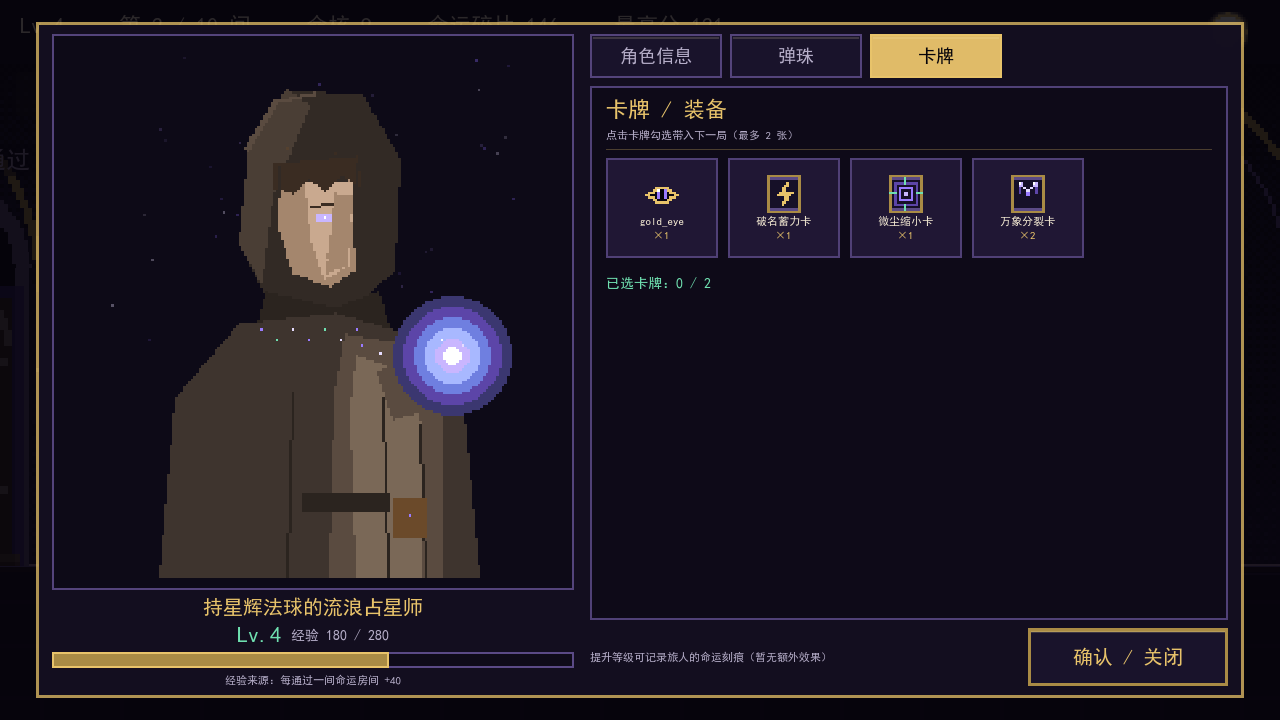 角色信息
弹珠
卡牌
卡牌 / 装备
点击卡牌勾选带入下一局（最多 2 张）
gold_eye
×1
破名蓄力卡
×1
微尘缩小卡
×1
万象分裂卡
×2
已选卡牌: 0 / 2
持星辉法球的流浪占星师
Lv. 4 经验 180 / 280
经验来源: 每通过一间命运房间 +40
提升等级可记录旅人的命运刻痕（暂无额外效果）
确认 / 关闭